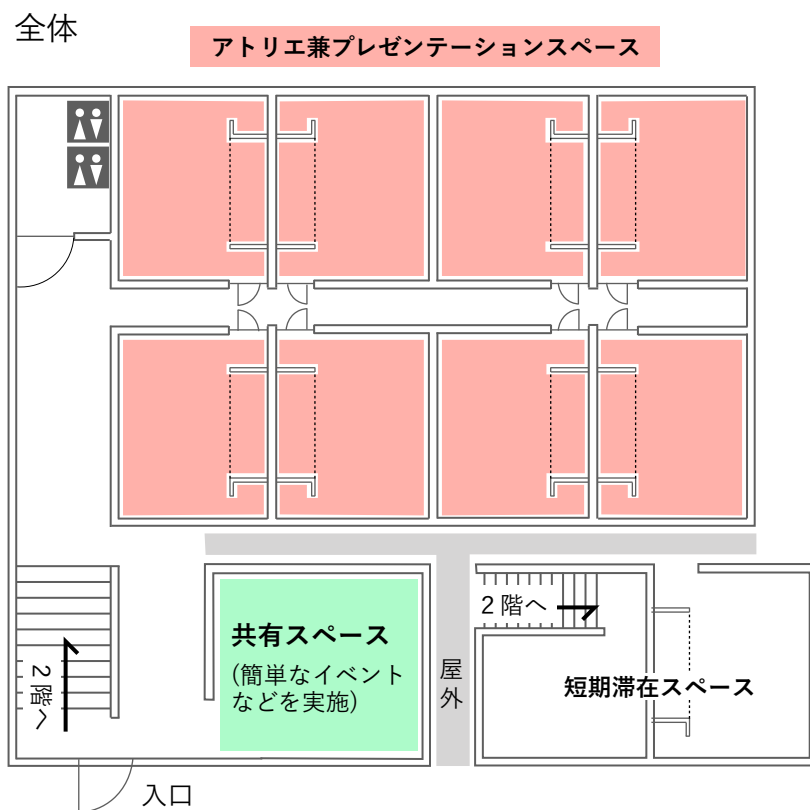 全体
アトリエ兼プレゼンテーションスペース
共有スペース
(簡単なイベント
などを実施)
屋外
2階へ
短期滞在スペース
2階へ
入口